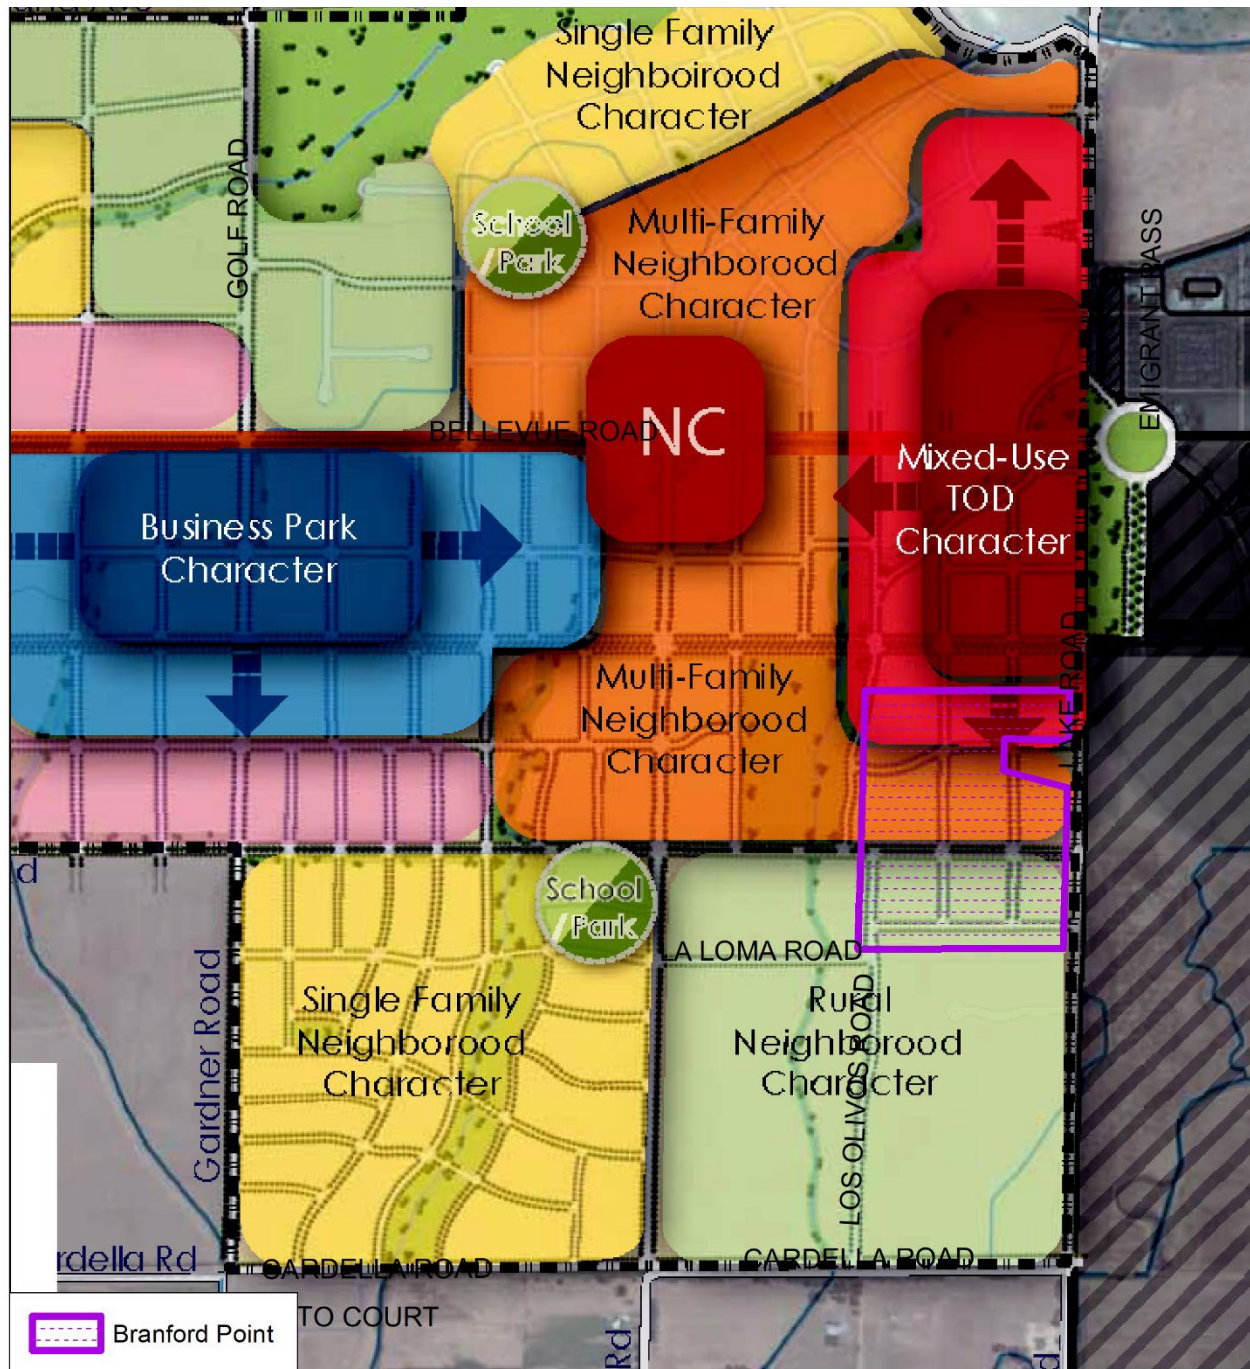 Single Family
Neighboirood
Character
GOLF ROAD
School
/Park
Multi-Family
Neighborood
Character
EMIGRANT PASS
BELLEVUE ROAD
NC
Mixed-Use
TOD
Character
Business Park
Character
LAKE ROAD
Multi-Family
Neighborood
Character
d
School
/Park
LA LOMA ROAD
Gardner Road
Single Family
Neighborood
Character
Rural
Neighborood
Character
LOS OLIVOS ROAD
rdella Rd
CARDELLA ROAD
CARDELLA ROAD
TO COURT
Branford Point
Rd
d